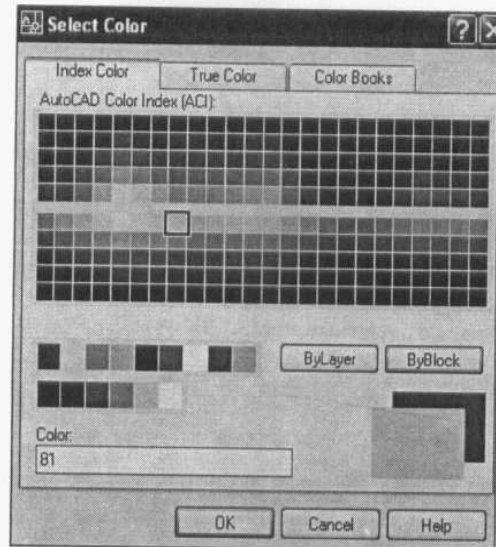 Select Color
Index Color
True Color
Color Books
AutoCAD Color Index (ACI):
ByLayer
ByBlock
Color:
81
OK
Cancel
Help